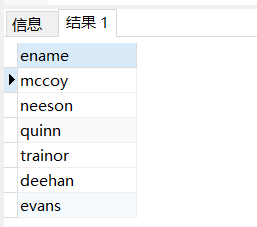 信息 结果 1
ename
mccoy
neeson
quinn
trainor
deehan
evans